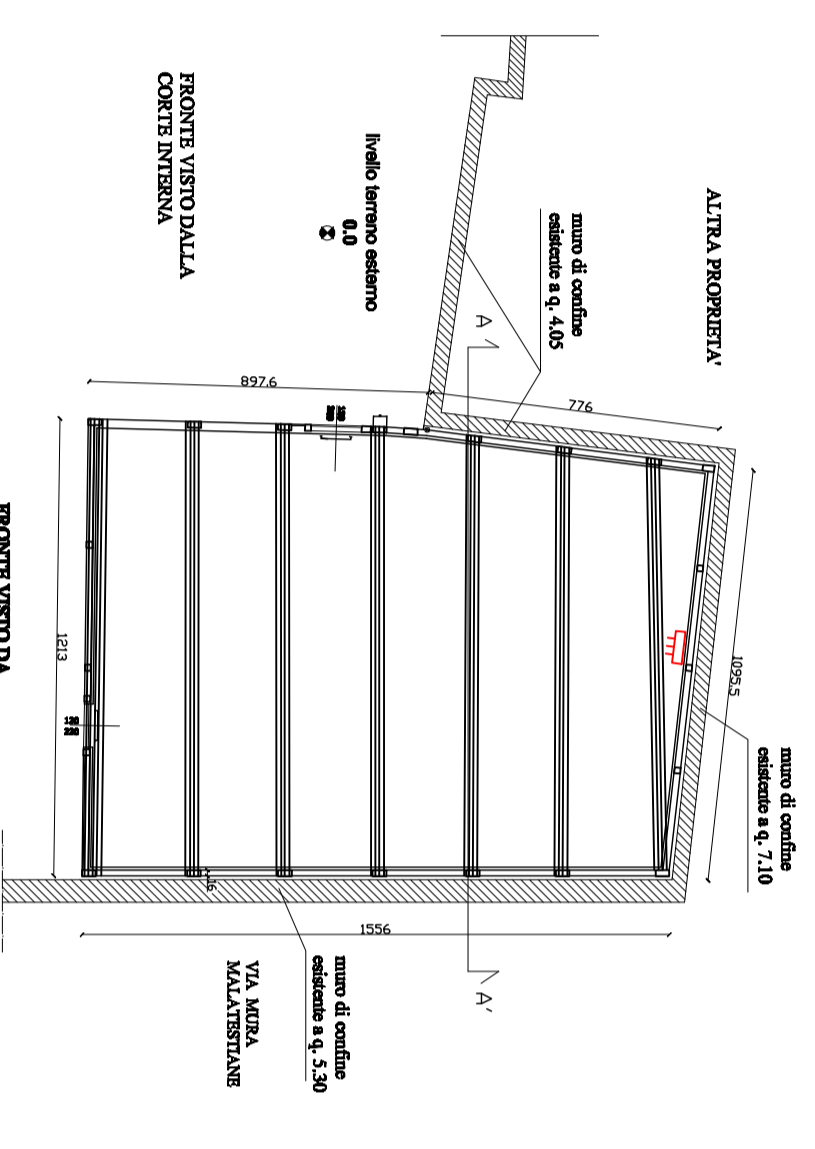 ALTRA PROPRIETA'
muro di confine
esistente a q. 4.05
FRONTE VISTO DALLA
CORTE INTERNA
livello terreno esterno
0.0
A
897.6
776
1095.5
1213
muro di confine
esistente a q. 7.10
FRONTE VISTO DA
16
1556
A'
muro di confine
esistente a q. 5.30
VIA MURA
MALATESTIANE